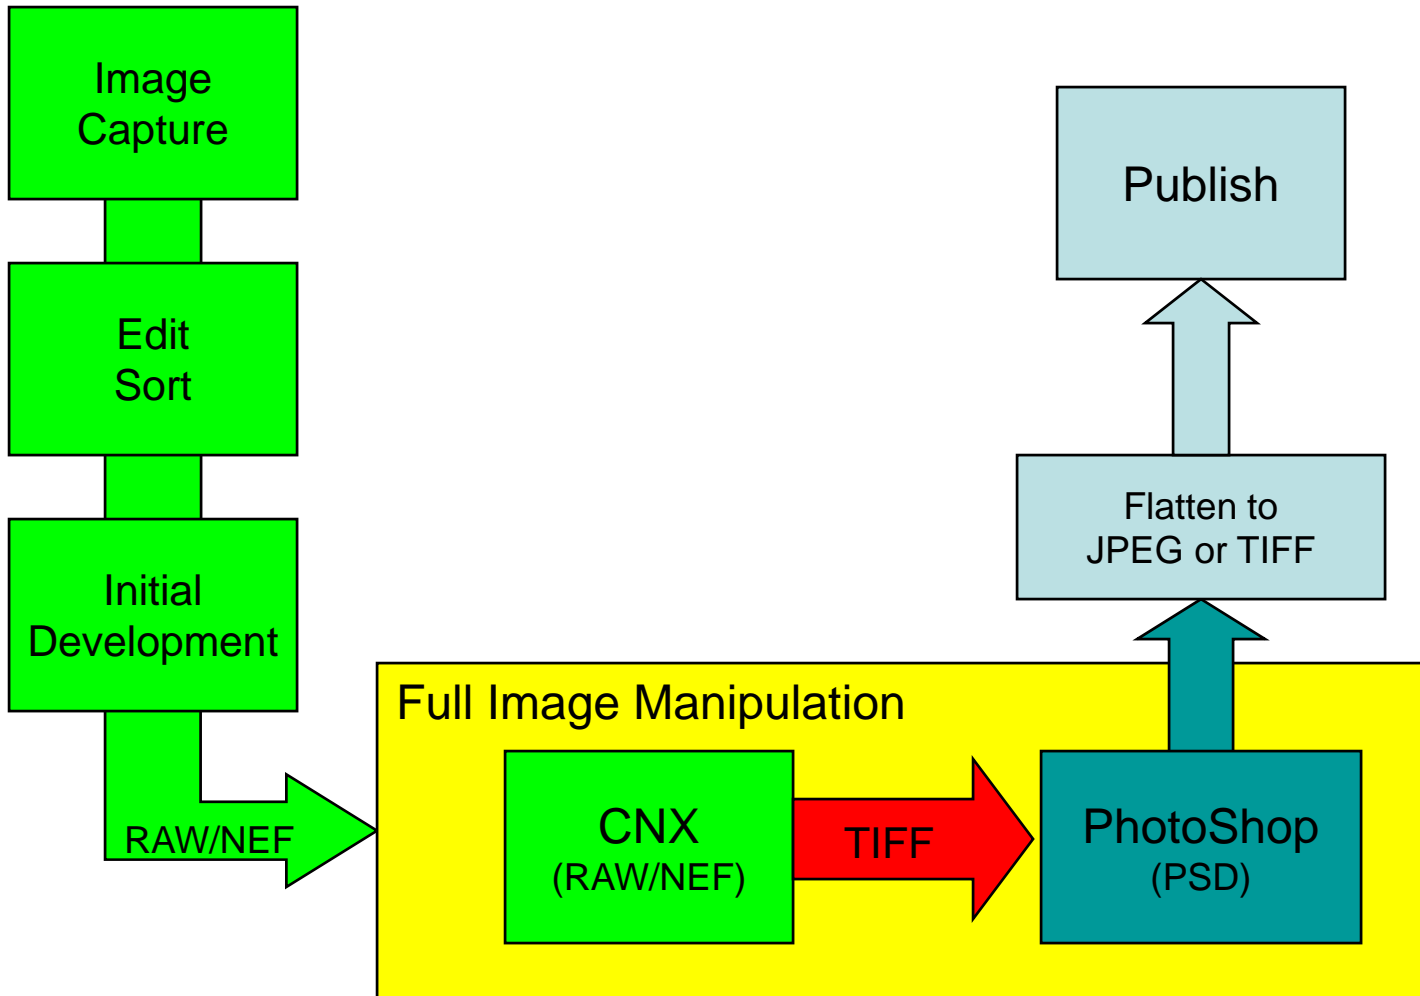 Image
Capture
Edit
Sort
Initial
Development
RAW/NEF
Full Image Manipulation
CNX
(RAW/NEF)
TIFF
PhotoShop
(PSD)
Flatten to
JPEG or TIFF
Publish